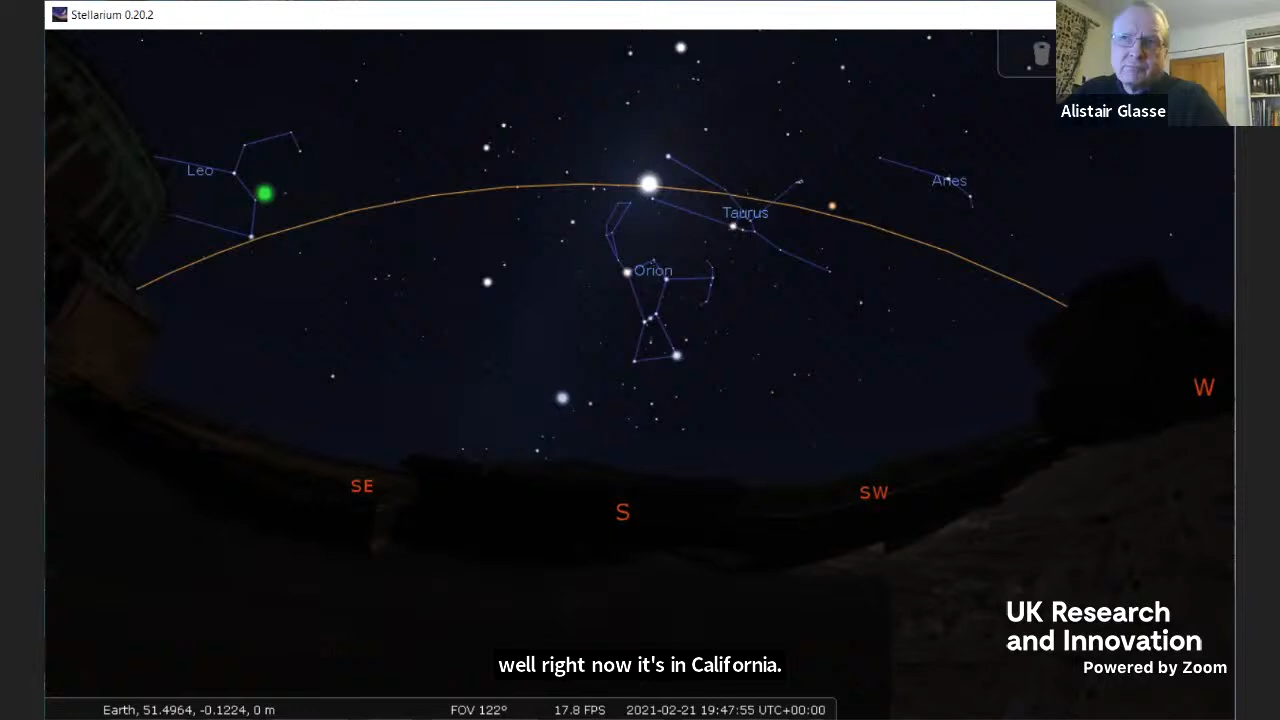 Stellarium 0.20.2
Alistair Glasse
Leo
Aries
Taurus
Orion
W
SE
SW
S
UK Research
and Innovation
Powered by Zoom
well right now it's in California.
Earth, 51.4964, -0.1224, 0 m
FOV 122°
17.8 FPS
2021-02-21 19:47:55 UTC+00:00